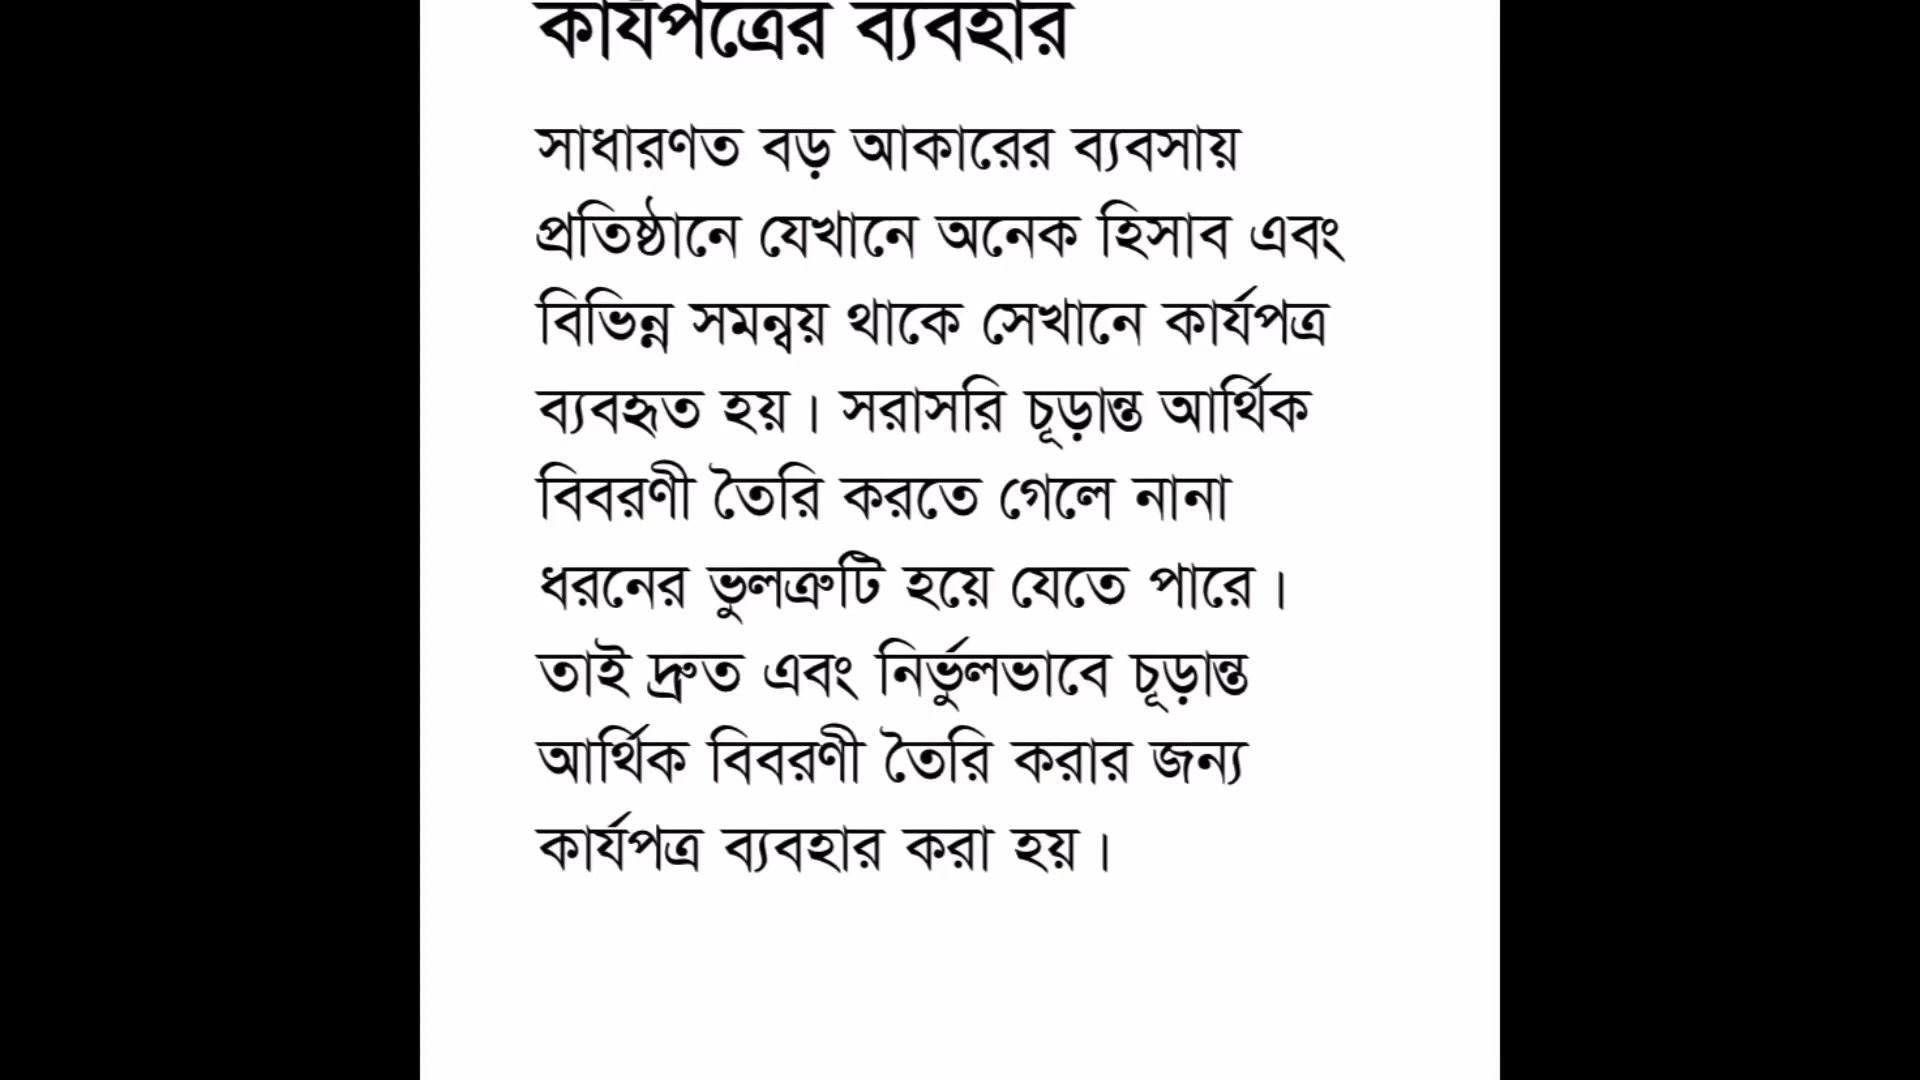 কার্যপত্রের ব্যবহার
সাধারণত বড় আকারের ব্যবসায়
প্রতিষ্ঠানে যেখানে অনেক হিসাব এবং
বিভিন্ন সমন্বয় থাকে সেখানে কার্যপত্র
ব্যবহৃত হয়। সরাসরি চূড়ান্ত আর্থিক
বিবরণী তৈরি করতে গেলে নানা
ধরনের ভুলত্রুটি হয়ে যেতে পারে।
তাই দ্রুত এবং নির্ভুলভাবে চূড়ান্ত
আর্থিক বিবরণী তৈরি করার জন্য
কার্যপত্র ব্যবহার করা হয়।